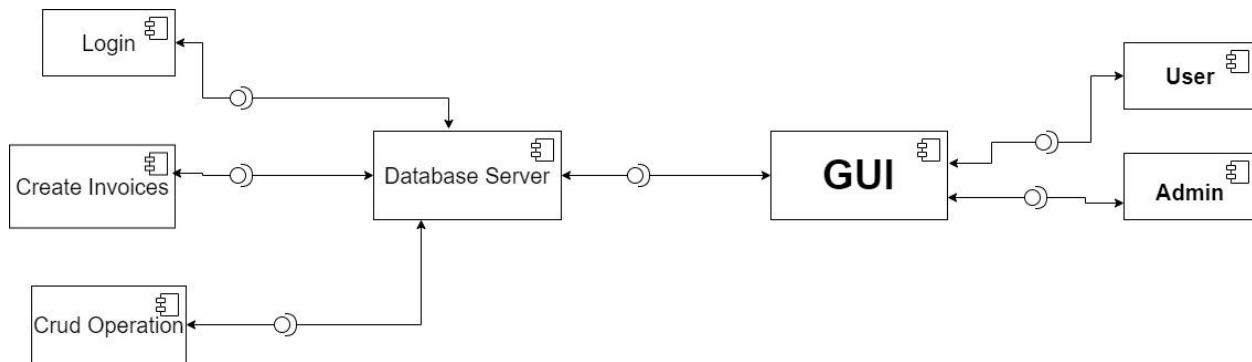 Login
User
Database Server
GUI
Create Invoices
Admin
Crud Operation